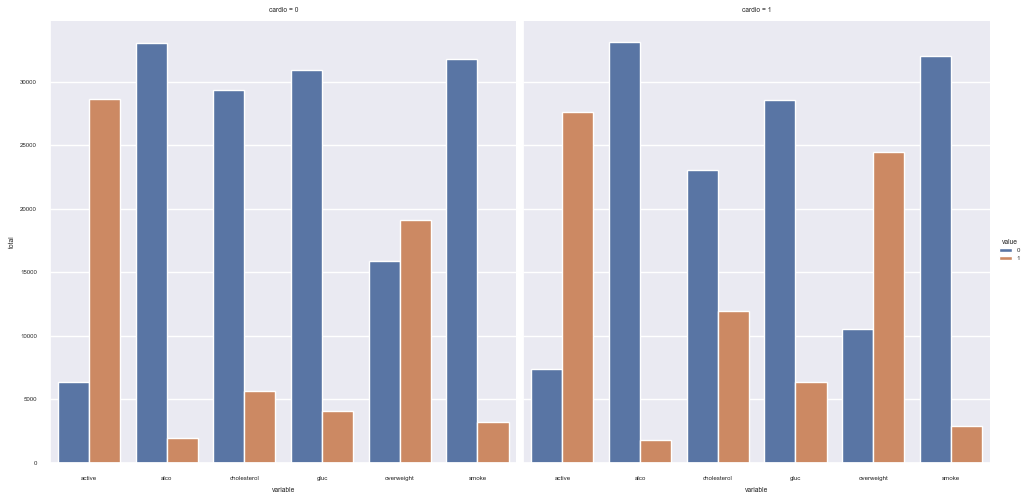 cardio = 0
cardio = 1
total
30000
25000
20000
15000
10000
5000
0
active alco cholesterol gluc overweight smoke
active alco cholesterol gluc overweight smoke
variable
variable
value
0
1